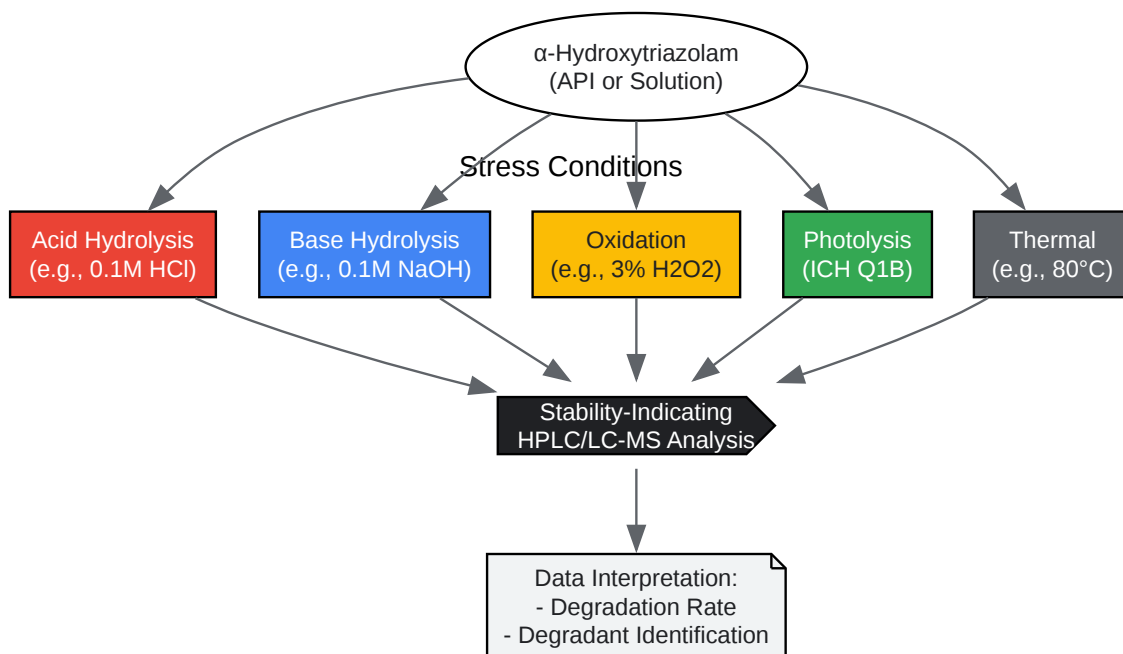 α-Hydroxytriazolam
(API or Solution)
Stress Conditions
Acid Hydrolysis
(e.g., 0.1M HCl)
Base Hydrolysis
(e.g., 0.1M NaOH)
Oxidation
(e.g., 3% H2O2)
Photolysis
(ICH Q1B)
Thermal
(e.g., 80°C)
Stability-Indicating
HPLC/LC-MS Analysis
Data Interpretation:
- Degradation Rate
- Degradant Identification